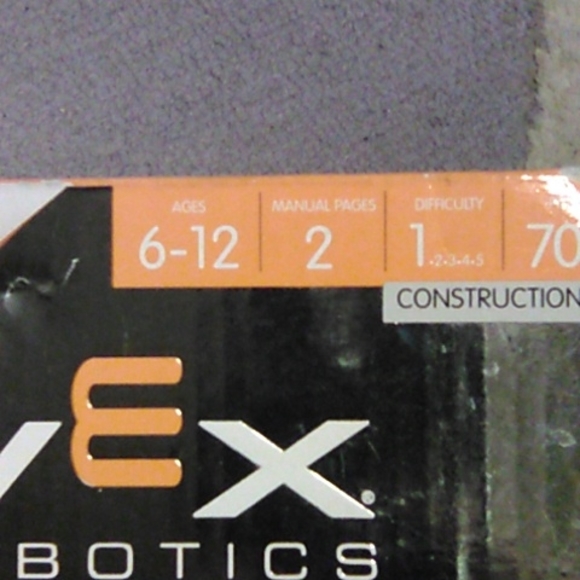 AGES MANUAL PAGES DIFFICULTY
6-12 2 1•2•3•4•5 70
CONSTRUCTION
VEX
BOTICS